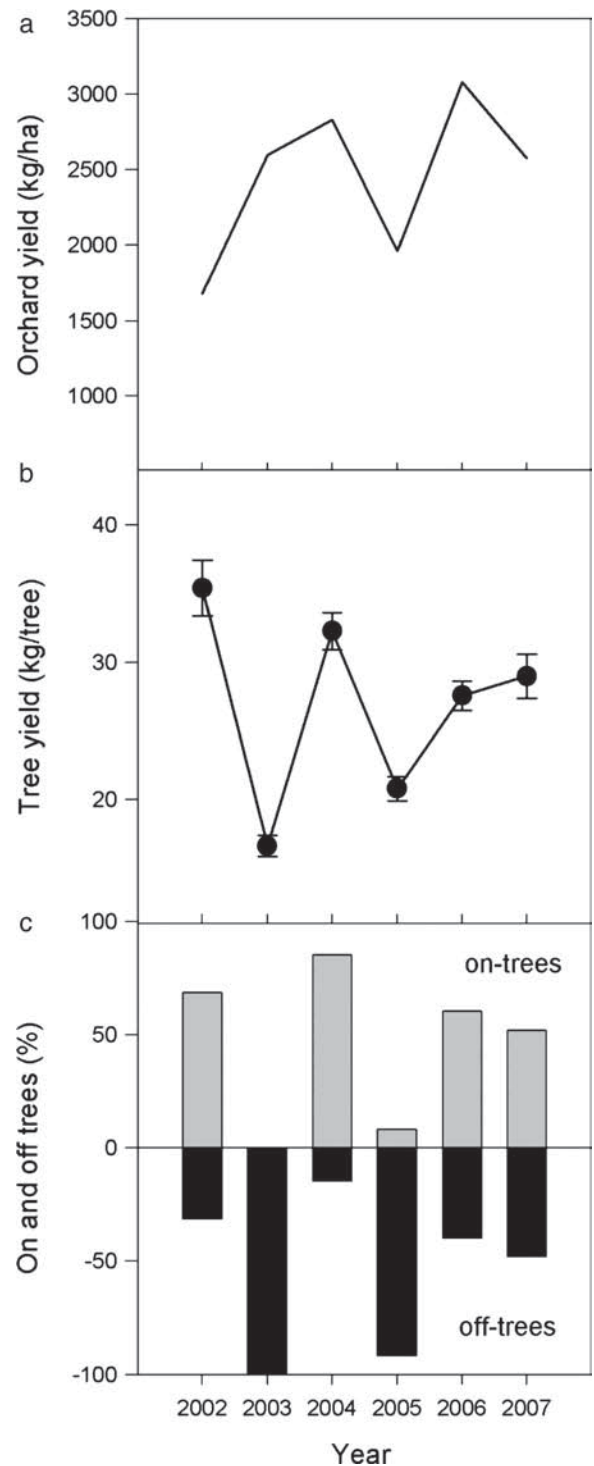 a
3500
3000
2500
2000
1500
1000
Orchard yield (kg/ha)
b
40
30
20
Tree yield (kg/tree)
c
100
50
0
-50
-100
On and off trees (%)
on-trees
off-trees
2002 2003 2004 2005 2006 2007
Year